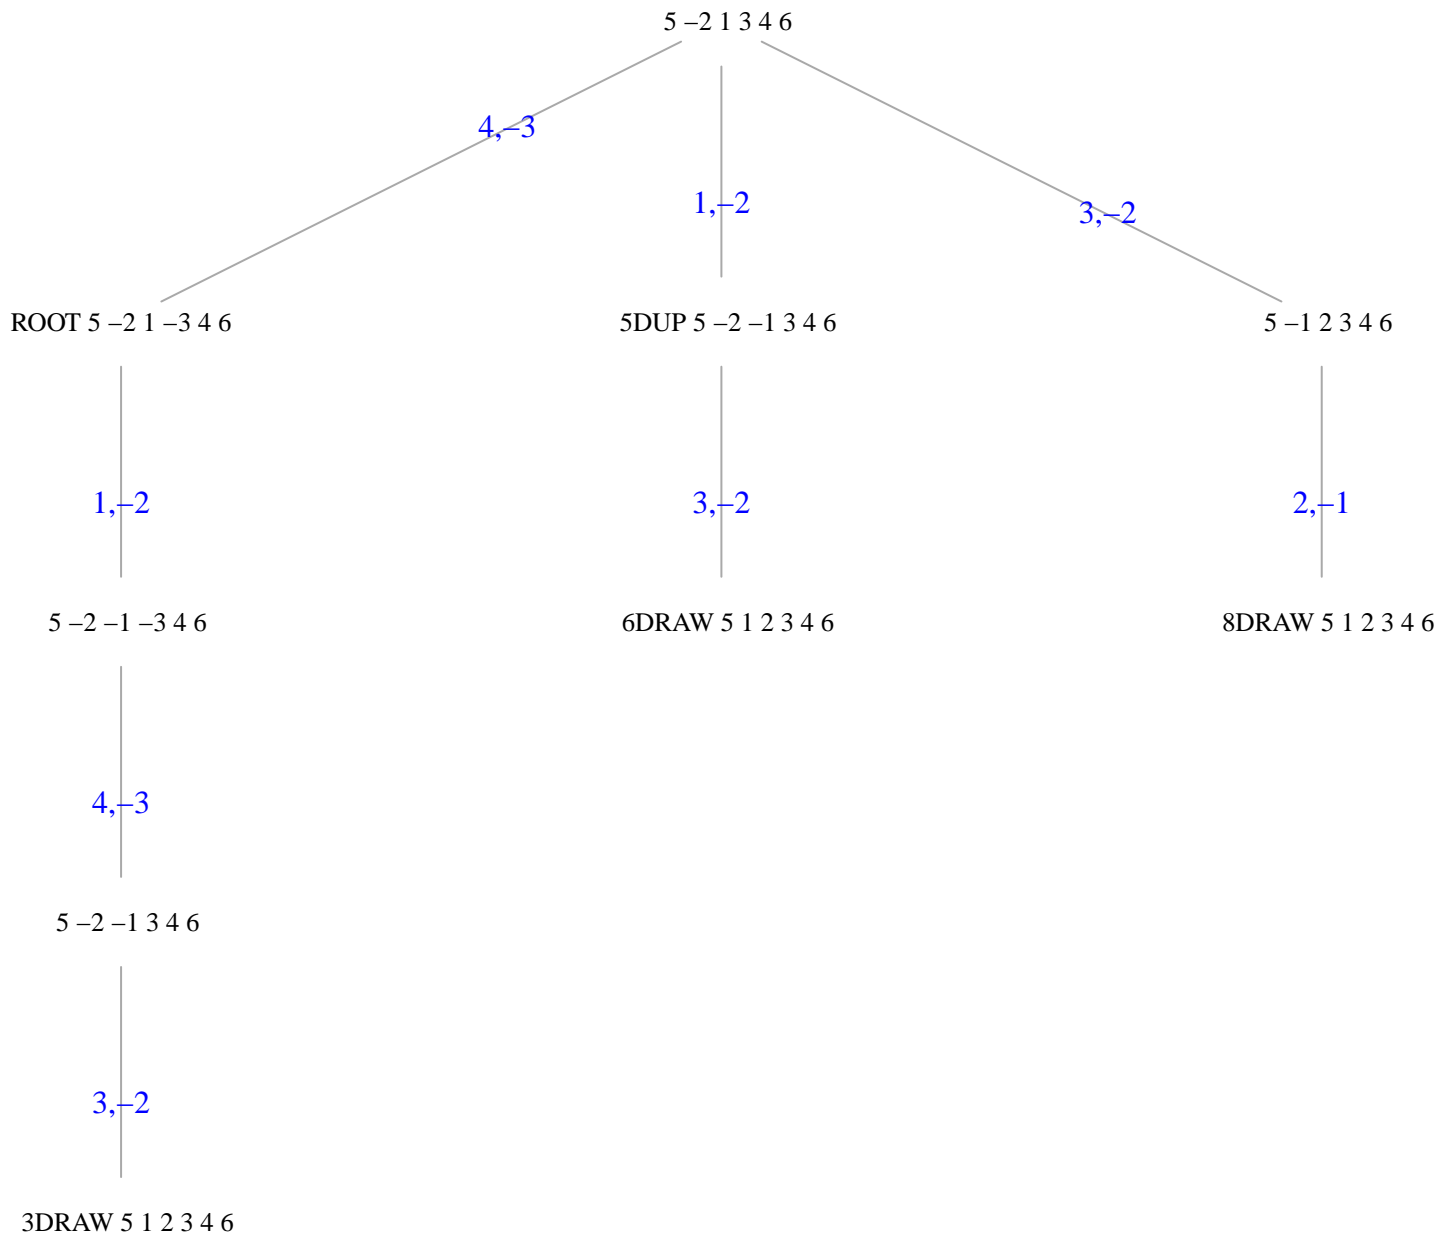 5 –2 1 3 4 6
4,–3
1,–2
3,–2
ROOT 5 –2 1 –3 4 6
5DUP 5 –2 –1 3 4 6
5 –1 2 3 4 6
1,–2
3,–2
2,–1
5 –2 –1 –3 4 6
6DRAW 5 1 2 3 4 6
8DRAW 5 1 2 3 4 6
4,–3
5 –2 –1 3 4 6
3,–2
3DRAW 5 1 2 3 4 6